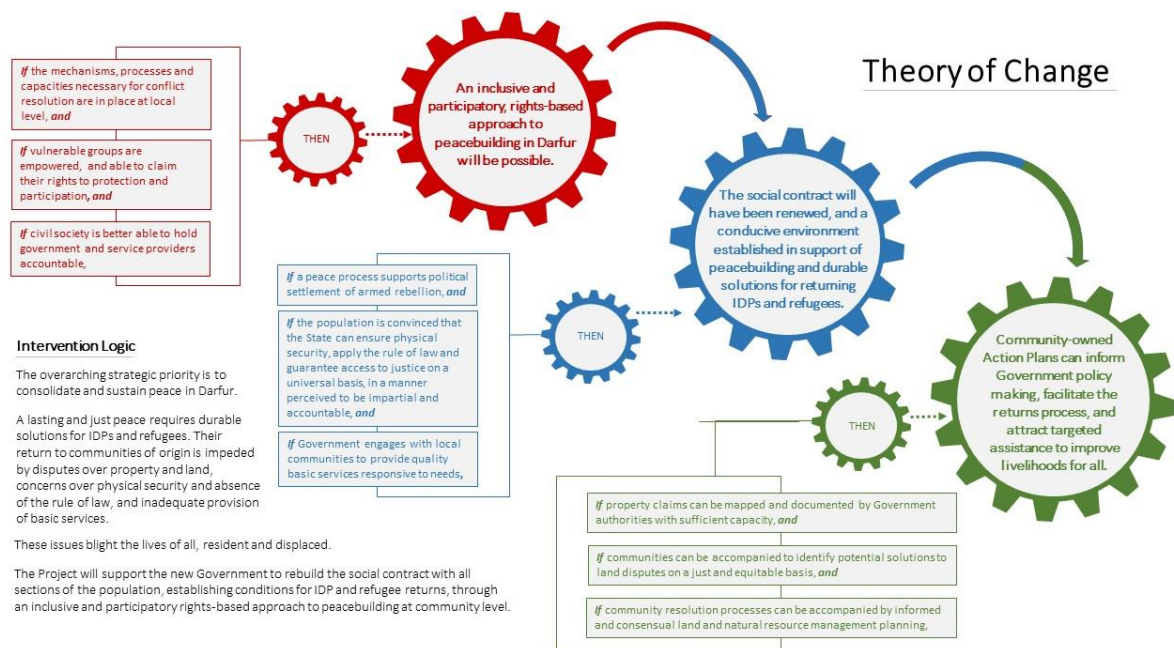 Theory of Change
If the mechanisms, processes and
capacities necessary for conflict
resolution are in place at local
level, and
If vulnerable groups are
empowered, and able to claim
their rights to protection and
participation, and
If civil society is better able to hold
government and service providers
accountable,
THEN
An inclusive and
participatory, rights-based
approach to
peacebuilding in Darfur
will be possible.
If a peace process supports political
settlement of armed rebellion, and
If the population is convinced that
the State can ensure physical
security, apply the rule of law and
guarantee access to justice on a
universal basis, in a manner
perceived to be impartial and
accountable, and
If Government engages with local
communities to provide quality
basic services responsive to needs,
THEN
The social contract will
have been renewed, and a
conducive environment
established in support of
peacebuilding and durable
solutions for returning
IDPs and refugees.
If property claims can be mapped and documented by Government
authorities with sufficient capacity, and
If communities can be accompanied to identify potential solutions to
land disputes on a just and equitable basis, and
If community resolution processes can be accompanied by informed
and consensual land and natural resource management planning,
THEN
Community-owned
Action Plans can inform
Government policy
making, facilitate the
returns process, and
attract targeted
assistance to improve
livelihoods for all.
Intervention Logic
The overarching strategic priority is to
consolidate and sustain peace in Darfur.
A lasting and just peace requires durable
solutions for IDPs and refugees. Their
return to communities of origin is impeded
by disputes over property and land,
concerns over physical security and absence
of the rule of law, and inadequate provision
of basic services.
These issues blight the lives of all, resident and displaced.
The Project will support the new Government to rebuild the social contract with all
sections of the population, establishing conditions for IDP and refugee returns, through
an inclusive and participatory rights-based approach to peacebuilding at community level.